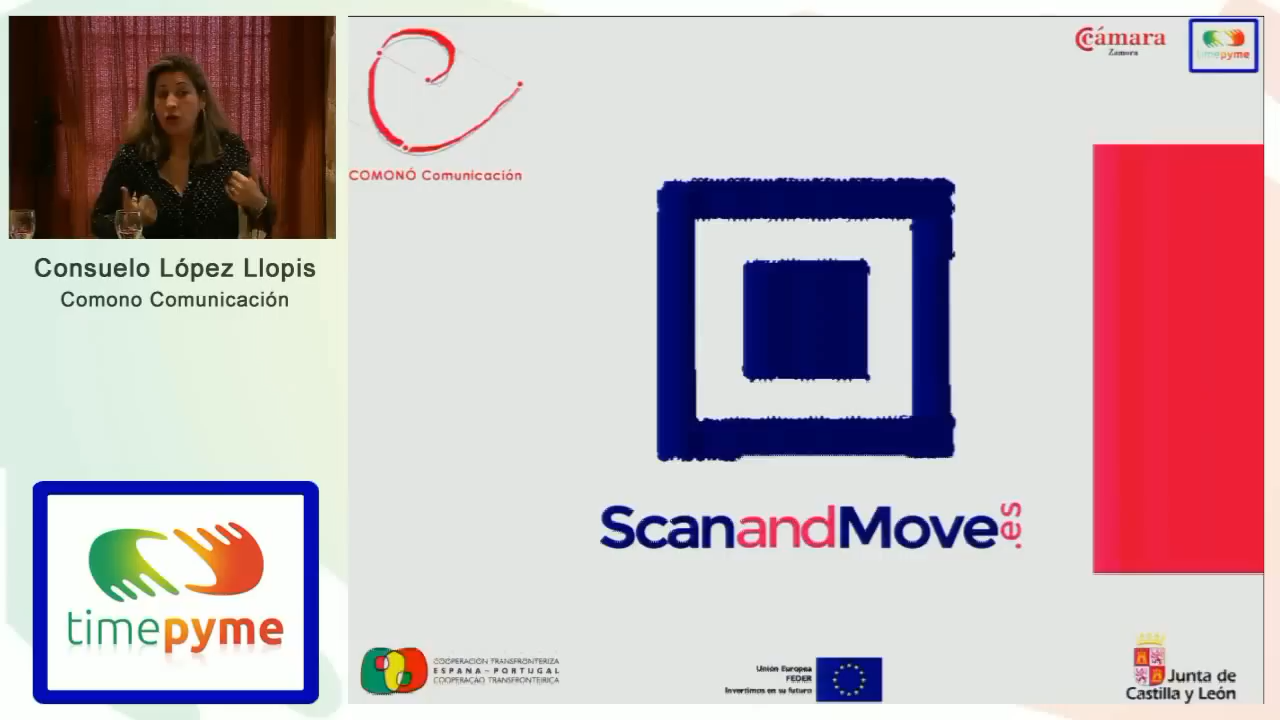 Consuelo López Llopis
Comono Comunicación
timepyme
COMONÓ Comunicación
Cámara
Zamora
timepyme
ScanandMove.es
COOPERACIÓN TRANSFRONTERIZA
ESPAÑA – PORTUGAL
COOPERAÇÃO TRANSFRONTEIRIÇA
Unión Europea
FEDER
Invertimos en su futuro
Junta de
Castilla y León